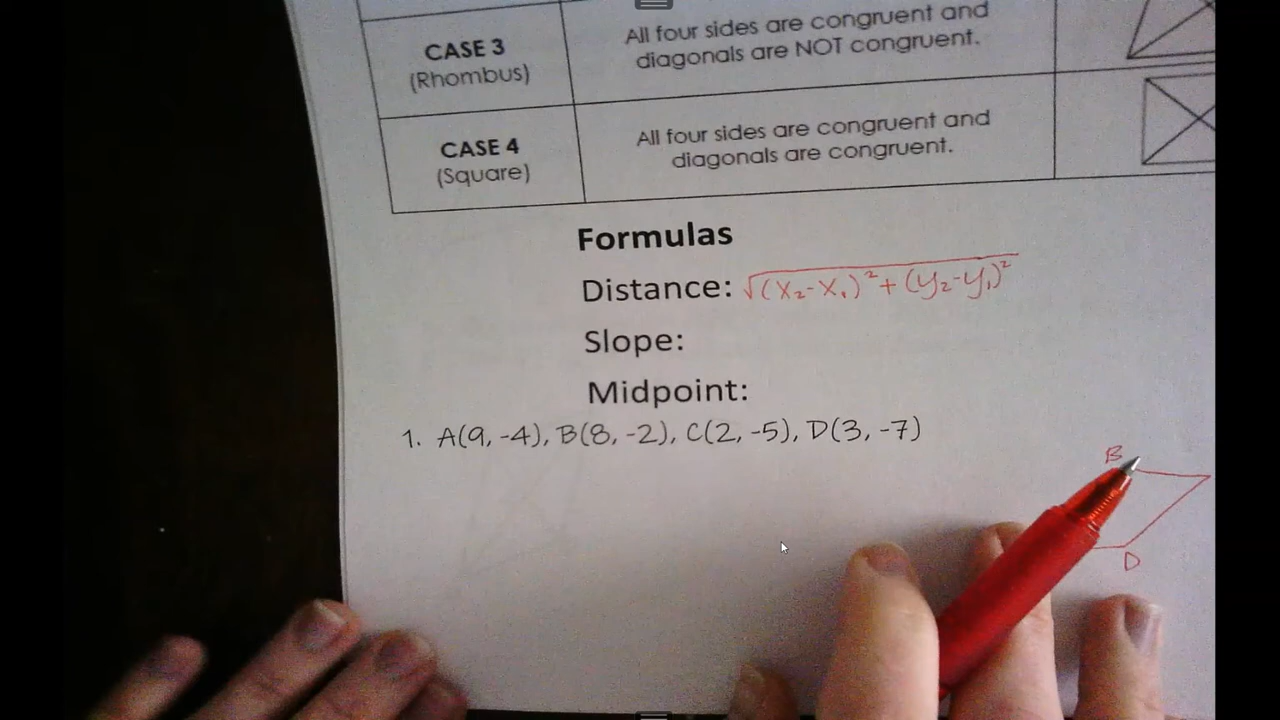 CASE 3
(Rhombus)
All four sides are congruent and
diagonals are NOT congruent.
CASE 4
(Square)
All four sides are congruent and
diagonals are congruent.
Formulas
Distance: √(x₂-x₁)²+(y₂-y₁)²
Slope:
Midpoint:
1. A(9, -4), B(8, -2), C(2, -5), D(3, -7)
B
D